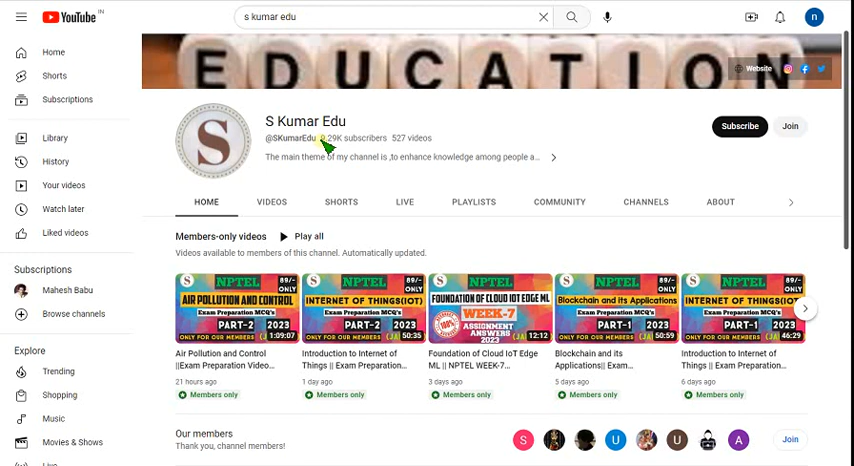 YouTube IN
s kumar edu
n
Home
Shorts
Subscriptions
Library
History
Your videos
Watch later
Liked videos
Subscriptions
Mahesh Babu
Browse channels
Explore
Trending
Shopping
Music
Movies & Shows
Live
EDUCATION
Website
S
S Kumar Edu
@SKumarEdu 9.29K subscribers 527 videos
The main theme of my channel is ,to enhance knowledge among people a...
Subscribe
Join
HOME VIDEOS SHORTS LIVE PLAYLISTS COMMUNITY CHANNELS ABOUT
Members-only videos Play all
Videos available to members of this channel. Automatically updated.
S NPTEL 89/- ONLY
AIR POLLUTION AND CONTROL
Exam Preparation MCQ's
PART-2 2023
ONLY FOR OUR MEMBERS (JA
1:09:07
Air Pollution and Control
||Exam Preparation Video...
21 hours ago
Members only
S NPTEL 89/- ONLY
INTERNET OF THINGS(IOT)
Exam Preparation MCQ's
PART-2 2023
ONLY FOR OUR MEMBERS (JA
50:35
Introduction to Internet of
Things || Exam Preparation...
1 day ago
Members only
S NPTEL
FOUNDATION OF CLOUD IOT EDGE ML
WEEK-7
100%
ASSIGNMENT
ANSWERS
2023
12:12
Foundation of Cloud IoT Edge
ML || NPTEL WEEK-7...
3 days ago
Members only
S NPTEL 89/- ONLY
Blockchain and its Applications
Exam Preparation MCQ's
PART-1 2023
ONLY FOR OUR MEMBERS (JA
50:59
Blockchain and its
Applications|| Exam...
5 days ago
Members only
S NPTEL 89/- ONLY
INTERNET OF THINGS(IOT)
Exam Preparation MCQ's
PART-1 2023
ONLY FOR OUR MEMBERS (JA
46:29
Introduction to Internet of
Things || Exam Preparation...
6 days ago
Members only
Our members
Thank you, channel members!
S U U A
Join